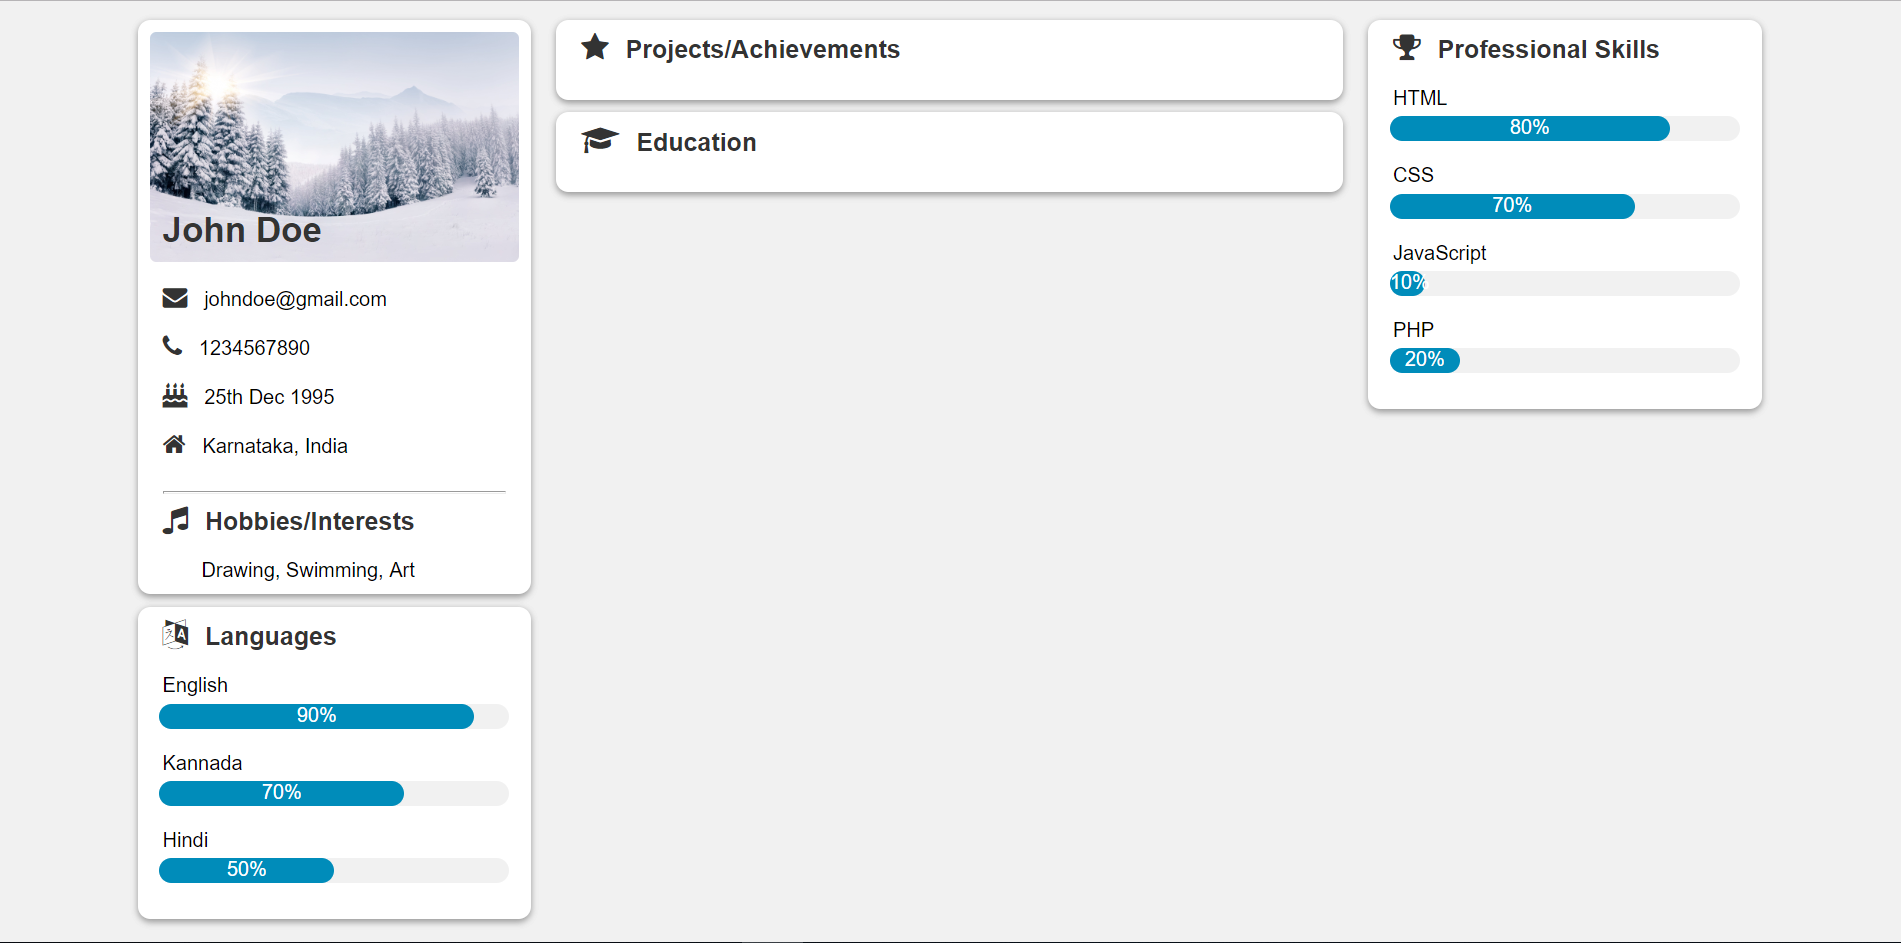 John Doe
johndoe@gmail.com
1234567890
25th Dec 1995
Karnataka, India
Hobbies/Interests
Drawing, Swimming, Art
Languages
English
90%
Kannada
70%
Hindi
50%
Projects/Achievements
Education
Professional Skills
HTML
80%
CSS
70%
JavaScript
10%
PHP
20%